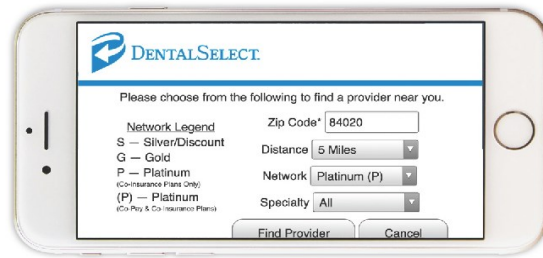 DENTALSELECT.
Please choose from the following to find a provider near you.
Network Legend
S — Silver/Discount
G — Gold
P — Platinum
(Co-Insurance Plans Only)
(P) — Platinum
(Co-Pay & Co-Insurance Plans)
Zip Code* 84020
Distance 5 Miles
Network Platinum (P)
Specialty All
Find Provider Cancel